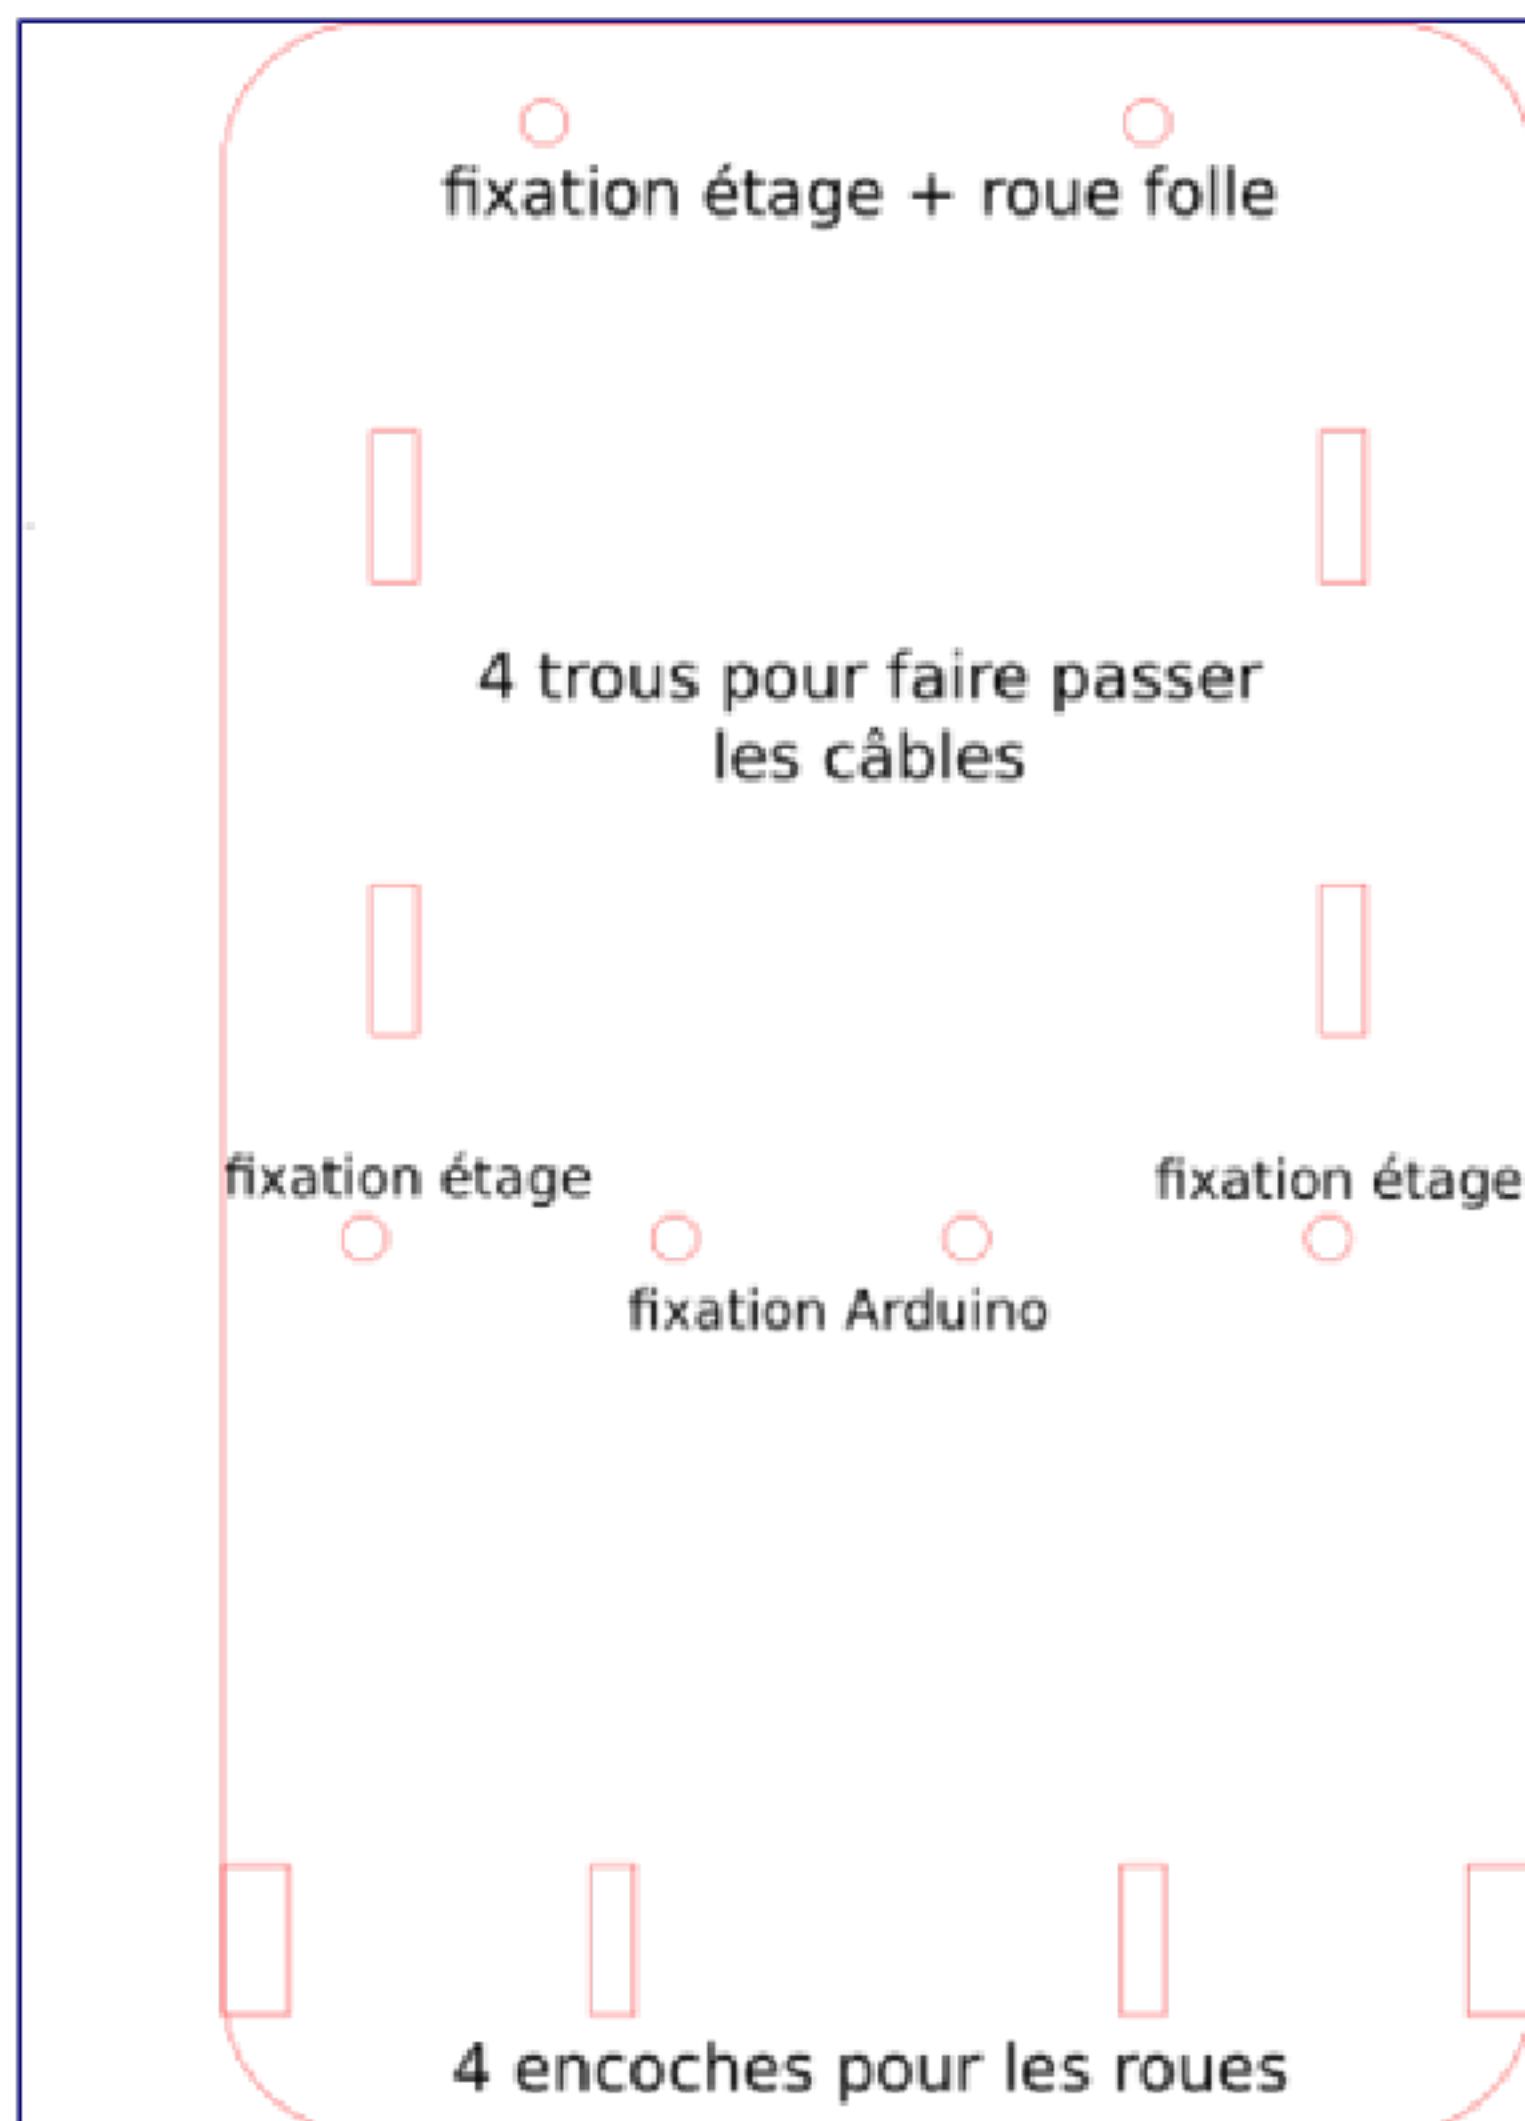 fixation étage + roue folle
4 trous pour faire passer
les câbles
fixation étage
fixation étage
fixation Arduino
4 encoches pour les roues